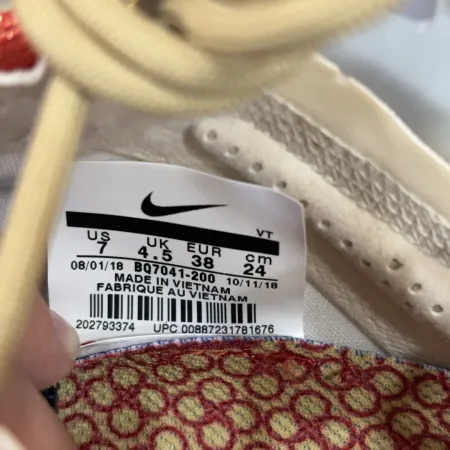 VT
US UK EUR cm
7 4.5 38 24
08/01/18 BQ7041-200 10/11/18
MADE IN VIETNAM
FABRIQUE AU VIETNAM
202793374 UPC 00887231781676